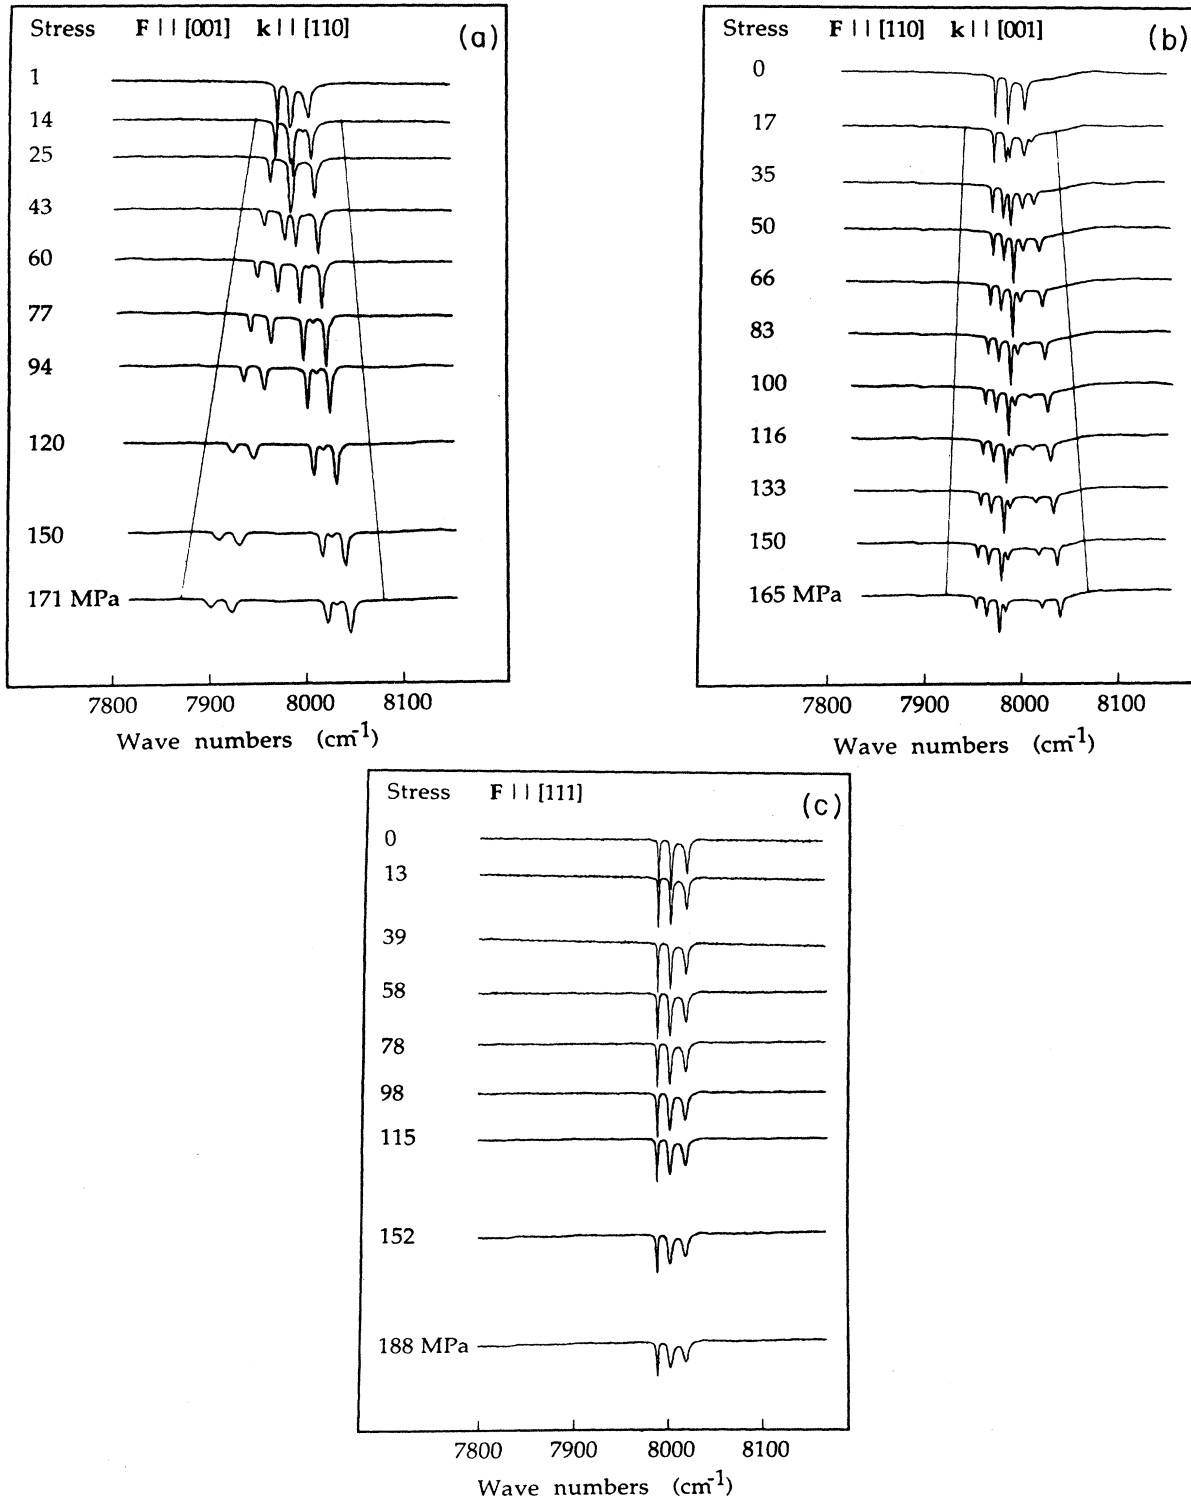 Stress F || [001] k || [110] (a)
1
14
25
43
60
77
94
120
150
171 MPa
7800 7900 8000 8100
Wave numbers (cm-1)
Stress F || [110] k || [001] (b)
0
17
35
50
66
83
100
116
133
150
165 MPa
7800 7900 8000 8100
Wave numbers (cm-1)
Stress F || [111] (c)
0
13
39
58
78
98
115
152
188 MPa
7800 7900 8000 8100
Wave numbers (cm-1)